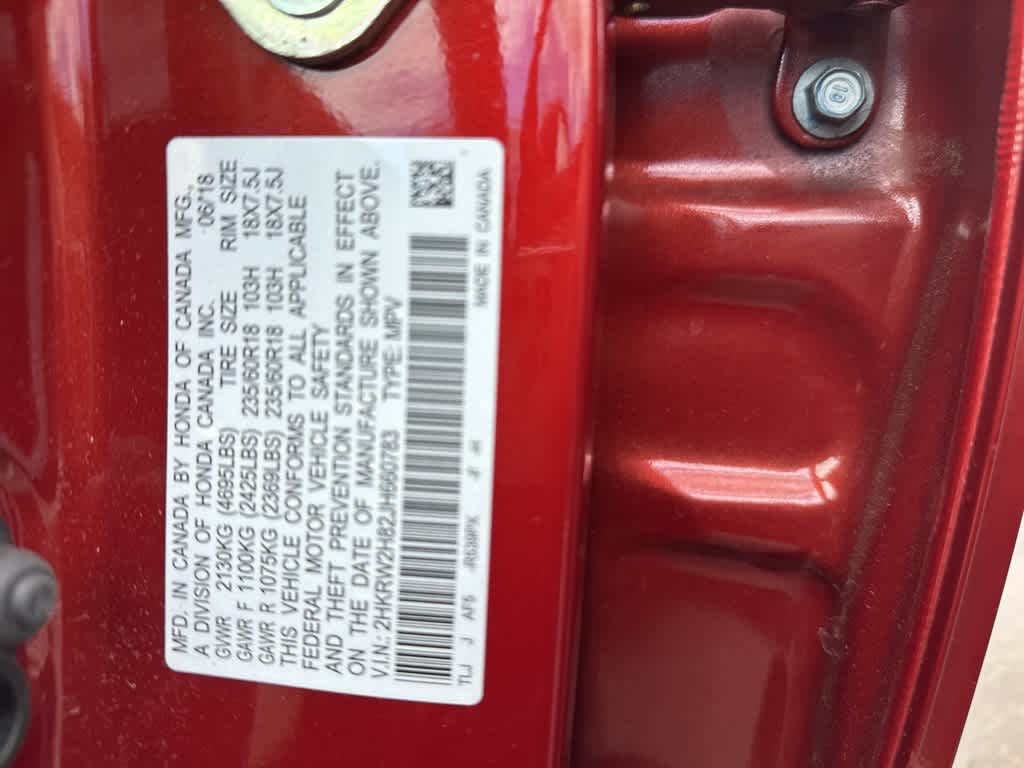 MFD. IN CANADA BY HONDA OF CANADA MFG.,
A DIVISION OF HONDA CANADA INC. 06/18
GVWR 2130KG (4695LBS) TIRE SIZE RIM SIZE
GAWR F 1100KG (2425LBS) 235/60R18 103H 18X7.5J
GAWR R 1075KG (2369LBS) 235/60R18 103H 18X7.5J
THIS VEHICLE CONFORMS TO ALL APPLICABLE
FEDERAL MOTOR VEHICLE SAFETY
AND THEFT PREVENTION STANDARDS IN EFFECT
ON THE DATE OF MANUFACTURE SHOWN ABOVE.
V.I.N.: 2HKRW2H82JH660783 TYPE: MPV
TLJ J AF5 MADE IN CANADA